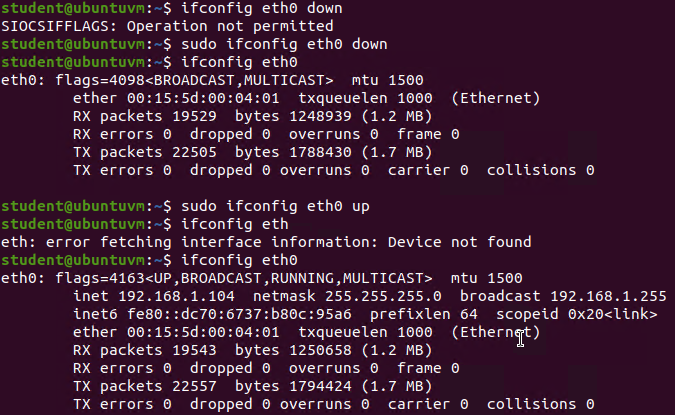 student@ubuntuvm:~$ ifconfig eth0 down
SIOCSIFFLAGS: Operation not permitted
student@ubuntuvm:~$ sudo ifconfig eth0 down
student@ubuntuvm:~$ ifconfig eth0
eth0: flags=4098<BROADCAST,MULTICAST>  mtu 1500
        ether 00:15:5d:00:04:01  txqueuelen 1000  (Ethernet)
        RX packets 19529  bytes 1248939 (1.2 MB)
        RX errors 0  dropped 0  overruns 0  frame 0
        TX packets 22505  bytes 1788430 (1.7 MB)
        TX errors 0  dropped 0 overruns 0  carrier 0  collisions 0

student@ubuntuvm:~$ sudo ifconfig eth0 up
student@ubuntuvm:~$ ifconfig eth
eth: error fetching interface information: Device not found
student@ubuntuvm:~$ ifconfig eth0
eth0: flags=4163<UP,BROADCAST,RUNNING,MULTICAST>  mtu 1500
        inet 192.168.1.104  netmask 255.255.255.0  broadcast 192.168.1.255
        inet6 fe80::dc70:6737:b80c:95a6  prefixlen 64  scopeid 0x20<link>
        ether 00:15:5d:00:04:01  txqueuelen 1000  (Ethernet)
        RX packets 19543  bytes 1250658 (1.2 MB)
        RX errors 0  dropped 0  overruns 0  frame 0
        TX packets 22557  bytes 1794424 (1.7 MB)
        TX errors 0  dropped 0 overruns 0  carrier 0  collisions 0